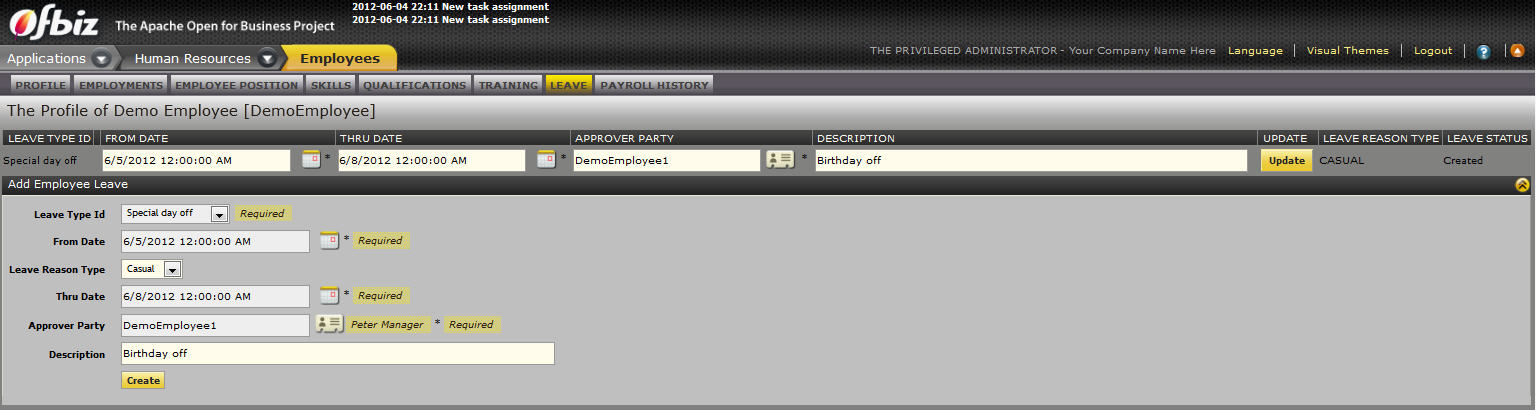 2012-06-04 22:11 New task assignment
2012-06-04 22:11 New task assignment
Ofbiz The Apache Open for Business Project
Applications Human Resources Employees THE PRIVILEGED ADMINISTRATOR - Your Company Name Here Language Visual Themes Logout ?
PROFILE EMPLOYMENTS EMPLOYEE POSITION SKILLS QUALIFICATIONS TRAINING LEAVE PAYROLL HISTORY
The Profile of Demo Employee [DemoEmployee]
LEAVE TYPE ID FROM DATE THRU DATE APPROVER PARTY DESCRIPTION UPDATE LEAVE REASON TYPE LEAVE STATUS
Special day off 6/5/2012 12:00:00 AM * 6/8/2012 12:00:00 AM * DemoEmployee1 * Birthday off Update CASUAL Created
Add Employee Leave
Leave Type Id Special day off Required
From Date 6/5/2012 12:00:00 AM * Required
Leave Reason Type Casual
Thru Date 6/8/2012 12:00:00 AM * Required
Approver Party DemoEmployee1 Peter Manager * Required
Description Birthday off
Create